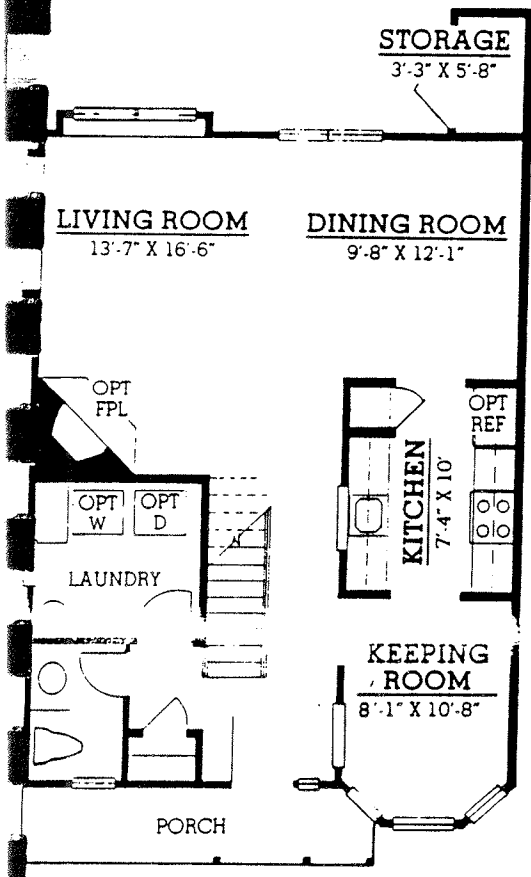 STORAGE
3'-3" X 5'-8"
LIVING ROOM
13'-7" X 16'-6"
DINING ROOM
9'-8" X 12'-1"
OPT
FPL
OPT
REF
KITCHEN
7'-4" X 10'
OPT
W
OPT
D
LAUNDRY
KEEPING
ROOM
8'-1" X 10'-8"
PORCH